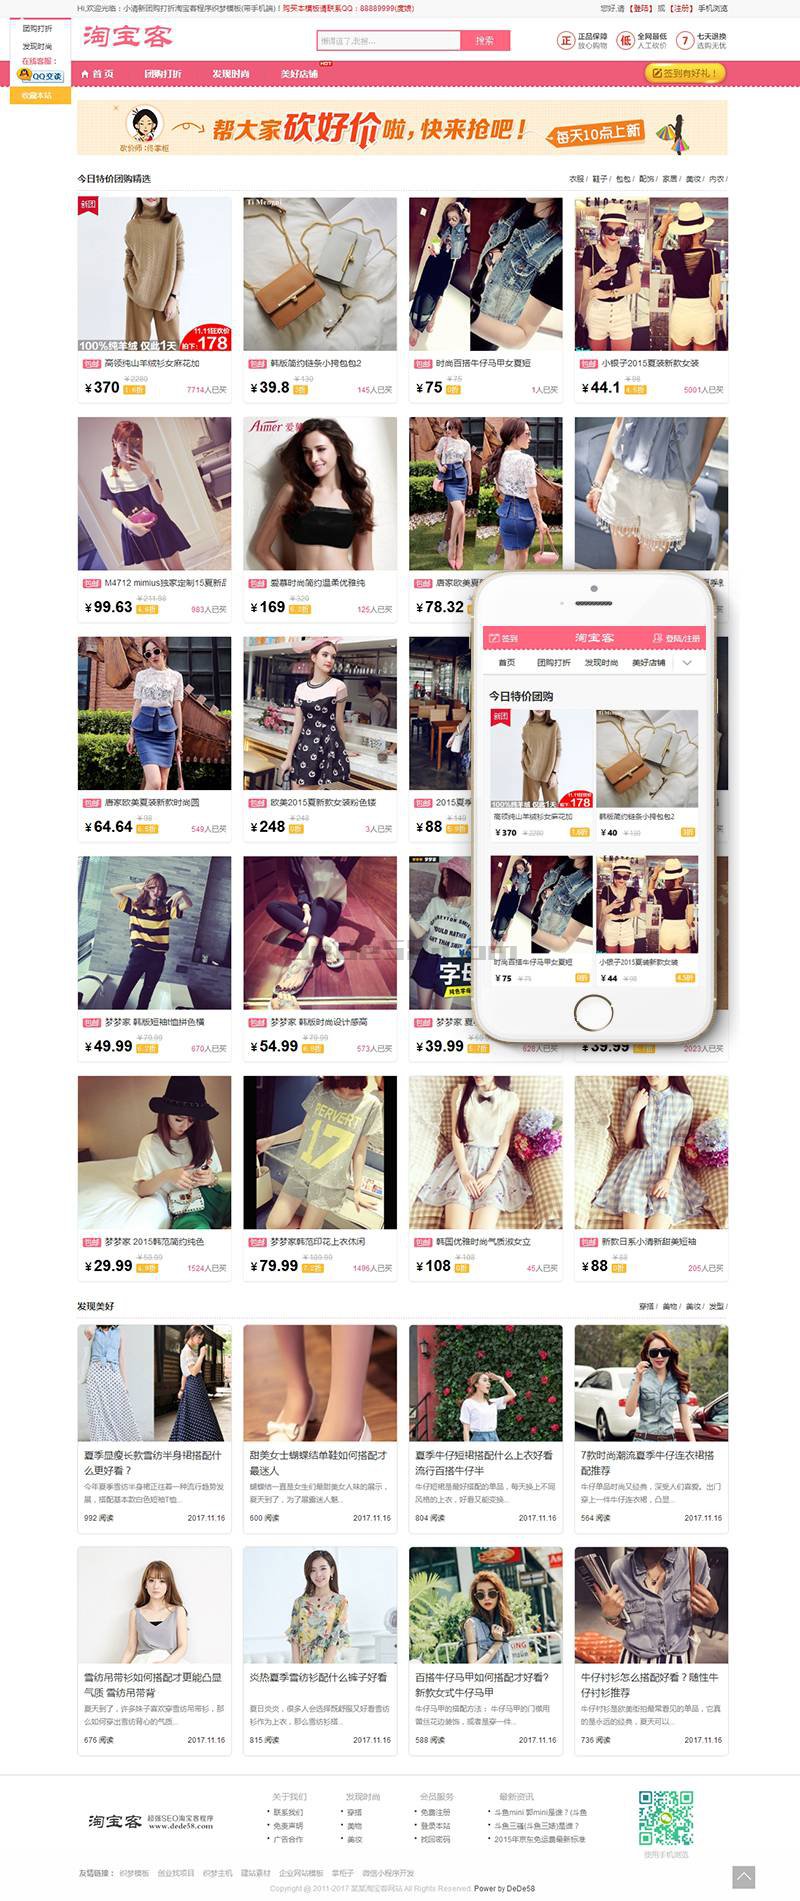 Hi,欢迎光临：小清新团购打折淘宝客程序织梦模板(带手机端)！购买本模板请联系QQ：88889999(度娘)
您好,请 【登陆】 或 【注册】 手机浏览
团购打折
发现时尚
在线客服：
QQ交谈
收藏本站
淘宝客
搜索
正 正品保障 放心购物
低 全网最低 人工砍价
7 七天退换 选购无忧
首 页 团购打折 发现时尚 美好店铺 HOT
签到有好礼！
砍价师：佟掌柜
帮大家砍好价啦，快来抢吧！
每天10点上新
今日特价团购精选
衣服 / 鞋子 / 包包 / 配饰 / 家居 / 美妆 / 内衣 /
新团
100%纯羊绒 仅此1天
11.11狂欢价
拍下:178
Ti Mengni
包邮 高领纯山羊绒衫女麻花加
¥370 ¥2280 1.6折 7714人已买
包邮 韩版简约链条小挎包包2
¥39.8 ¥130 3折 145人已买
包邮 时尚百搭牛仔马甲女夏短
¥75 ¥75 0折 1人已买
包邮 小银子2015夏装新款女装
¥44.1 ¥98 4.5折 5001人已买
Aimer 爱慕
包邮 M4712 mimius独家定制15夏新品
¥99.63 ¥211.98 983人已买
包邮 爱慕时尚简约温柔优雅纯
¥169 ¥320 125人已买
包邮 唐家欧美夏装
¥78.32
包邮 唐家欧美夏装新款时尚圆
¥64.64 ¥98 6.5折 549人已买
包邮 欧美2015夏新款女装粉色镂
¥248 ¥248 0折 3人已买
包邮 2015夏季
¥88 ¥149 5.9折
包邮 梦梦家 韩版短袖t恤拼色横
¥49.99 ¥79.99 670人已买
包邮 梦梦家 韩版时尚设计感高
¥54.99 ¥79.99 573人已买
包邮 梦梦家 夏
¥39.99 628人已买
¥39.99 2023人已买
包邮 梦梦家 2015韩范简约纯色
¥29.99 ¥59.99 1524人已买
包邮 梦梦家韩范印花上衣休闲
¥79.99 ¥109.99 1496人已买
包邮 韩国优雅时尚气质淑女立
¥108 ¥108 0折 45人已买
包邮 新款日系小清新甜美短袖
¥88 ¥88 0折 205人已买
PERVERT
17
签到 淘宝客 登陆/注册
首页 团购打折 发现时尚 美好店铺
今日特价团购
新团
100%纯羊绒 仅此1天 178
高领纯山羊绒衫女麻花加
¥370 ¥2280 1.6折
韩版简约链条小挎包包2
¥40 ¥130 3折
时尚百搭牛仔马甲女夏短
¥75 ¥75 0折
小银子2015夏装新款女装
¥44 ¥98 4.5折
发现美好
穿搭 / 美物 / 美妆 / 发型 /
夏季显瘦长款雪纺半身裙搭配什
么更好看？
今年夏季雪纺半身裙正往着一种流行趋势发
展，搭配基本款白色短袖T恤...
992 阅读 2017.11.16
甜美女士蝴蝶结单鞋如何搭配才
最迷人
蝴蝶结一直是女生们最甜美女人味的展示，
夏天到了，为了展露迷人魅...
600 阅读 2017.11.16
夏季牛仔短裙搭配什么上衣好看
流行百搭牛仔半
牛仔短裙是最好搭配的单品，每天换上不同
风格的上衣，好看又能变换...
804 阅读 2017.11.16
7款时尚潮流夏季牛仔连衣裙搭
配推荐
牛仔单品时尚又经典，深受人们喜爱。出门
穿上一件牛仔连衣裙，凸显...
564 阅读 2017.11.16
雪纺吊带衫如何搭配才更能凸显
气质 雪纺吊带背
夏天到了，许多妹子喜欢穿雪纺吊带衫，那
么如何穿出雪纺背心的气质...
676 阅读 2017.11.16
炎热夏季雪纺衫配什么裤子好看
夏日炎炎，很多人会选择既舒服又好看雪纺
衫作为上衣，那么雪纺衫搭...
815 阅读 2017.11.16
百搭牛仔马甲如何搭配才好看?
新款女式牛仔马甲
牛仔马甲的搭配方法： 牛仔马甲的门襟用
蕾丝花边装饰，或者是穿一件...
588 阅读 2017.11.16
牛仔衬衫怎么搭配好看？随性牛
仔衬衫推荐
牛仔衬衫是欧美街拍最常看见的单品，它真
的是永远的经典，夏天可以...
736 阅读 2017.11.16
淘宝客 超强SEO淘宝客程序
www.dede58.com
关于我们
联系我们
免责声明
广告合作
发现时尚
穿搭
美物
美妆
会员服务
免费注册
登录本站
找回密码
最新资讯
斗鱼mini 郭mini是谁？(斗鱼
斗鱼三骚(斗鱼三嫂)是谁？
2015年京东免运费最新标准
使用手机浏览
友情链接： 织梦模板 创业找项目 织梦主机 建站素材 企业网站模板 掌柜子 微信小程序开发
Copyright @ 2011-2017 某某淘宝客网站 All Rights Reserved. Power by DeDe58